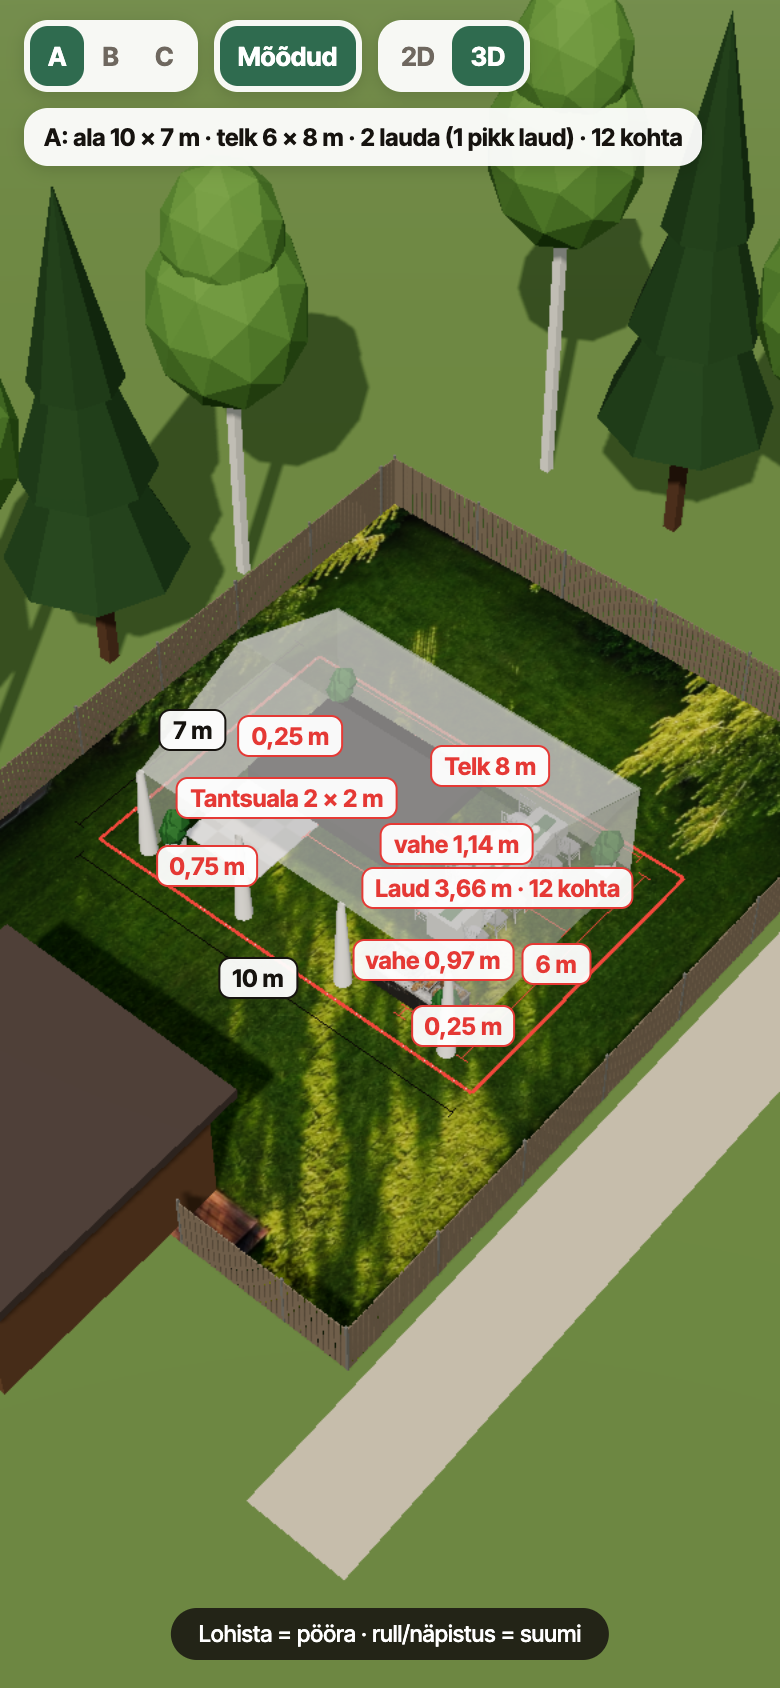 A B C Mõõdud 2D 3D
A: ala 10 × 7 m · telk 6 × 8 m · 2 lauda (1 pikk laud) · 12 kohta
7 m
0,25 m
Telk 8 m
Tantsuala 2 × 2 m
vahe 1,14 m
0,75 m
Laud 3,66 m · 12 kohta
vahe 0,97 m
6 m
10 m
0,25 m
Lohista = pööra · rull/näpistus = suumi